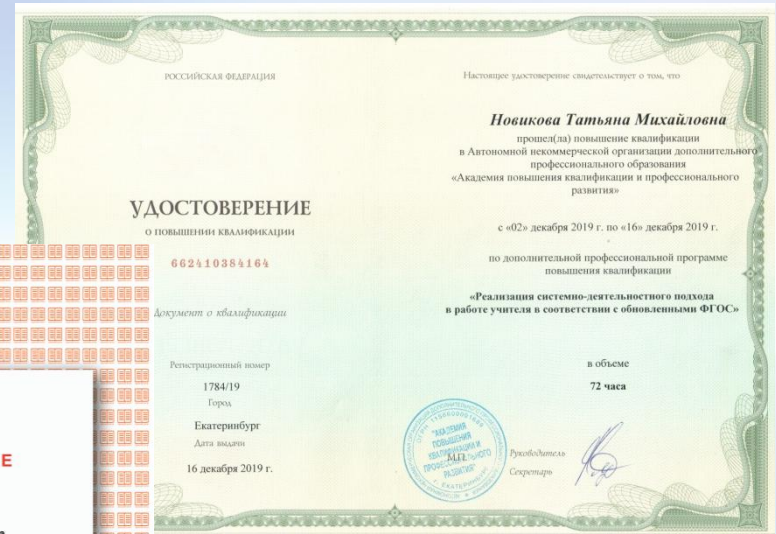 РОССИЙСКАЯ ФЕДЕРАЦИЯ
УДОСТОВЕРЕНИЕ
О ПОВЫШЕНИИ КВАЛИФИКАЦИИ
662410384164
Документ о квалификации
Регистрационный номер
1784/19
Город
Екатеринбург
Дата выдачи
16 декабря 2019 г.
Настоящее удостоверение свидетельствует о том, что
Новикова Татьяна Михайловна
прошел(ла) повышение квалификации
в Автономной некоммерческой организации дополнительного
профессионального образования
«Академия повышения квалификации и профессионального
развития»
с «02» декабря 2019 г. по «16» декабря 2019 г.
по дополнительной профессиональной программе
повышения квалификации
«Реализация системно-деятельностного подхода
в работе учителя в соответствии с обновленными ФГОС»
в объеме
72 часа
"АКАДЕМИЯ
ПОВЫШЕНИЯ
КВАЛИФИКАЦИИ И
ПРОФЕССИОНАЛЬНОГО
РАЗВИТИЯ"
М.П.
Руководитель
Секретарь
Е